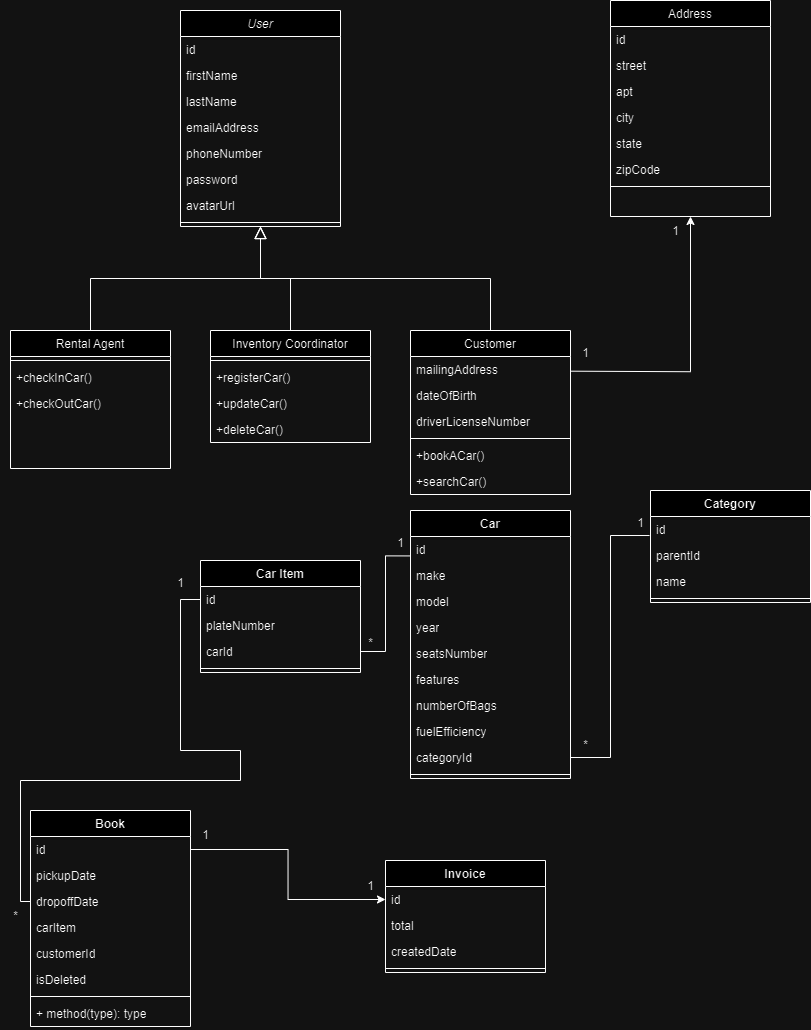 User
id
firstName
lastName
emailAddress
phoneNumber
password
avatarUrl
Address
id
street
apt
city
state
zipCode
1
Rental Agent
+checkInCar()
+checkOutCar()
Inventory Coordinator
+registerCar()
+updateCar()
+deleteCar()
Customer
mailingAddress
dateOfBirth
driverLicenseNumber
+bookACar()
+searchCar()
1
Category
id
parentId
name
1
Car
id
make
model
year
seatsNumber
features
numberOfBags
fuelEfficiency
categoryId
1
*
Car Item
id
plateNumber
carId
1
*
Book
id
pickupDate
dropoffDate
carItem
customerId
isDeleted
+ method(type): type
1
*
Invoice
id
total
createdDate
1